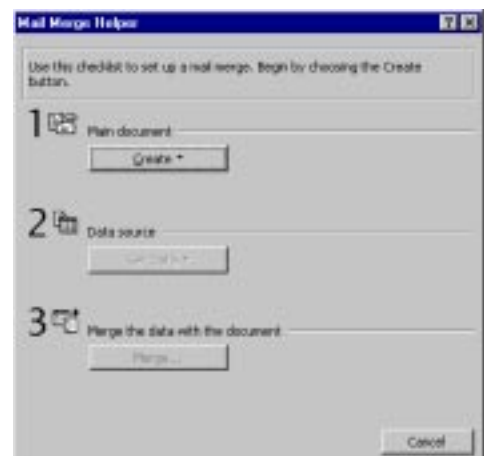 Mail Merge Helper
Use this checklist to set up a mail merge. Begin by choosing the Create
button.
1 Main document
Create
2 Data source
Get Data
3 Merge the data with the document
Merge...
Cancel